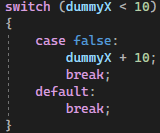 switch (dummyX < 10)
{
    case false:
        dummyX + 10;
        break;
    default:
        break;
}